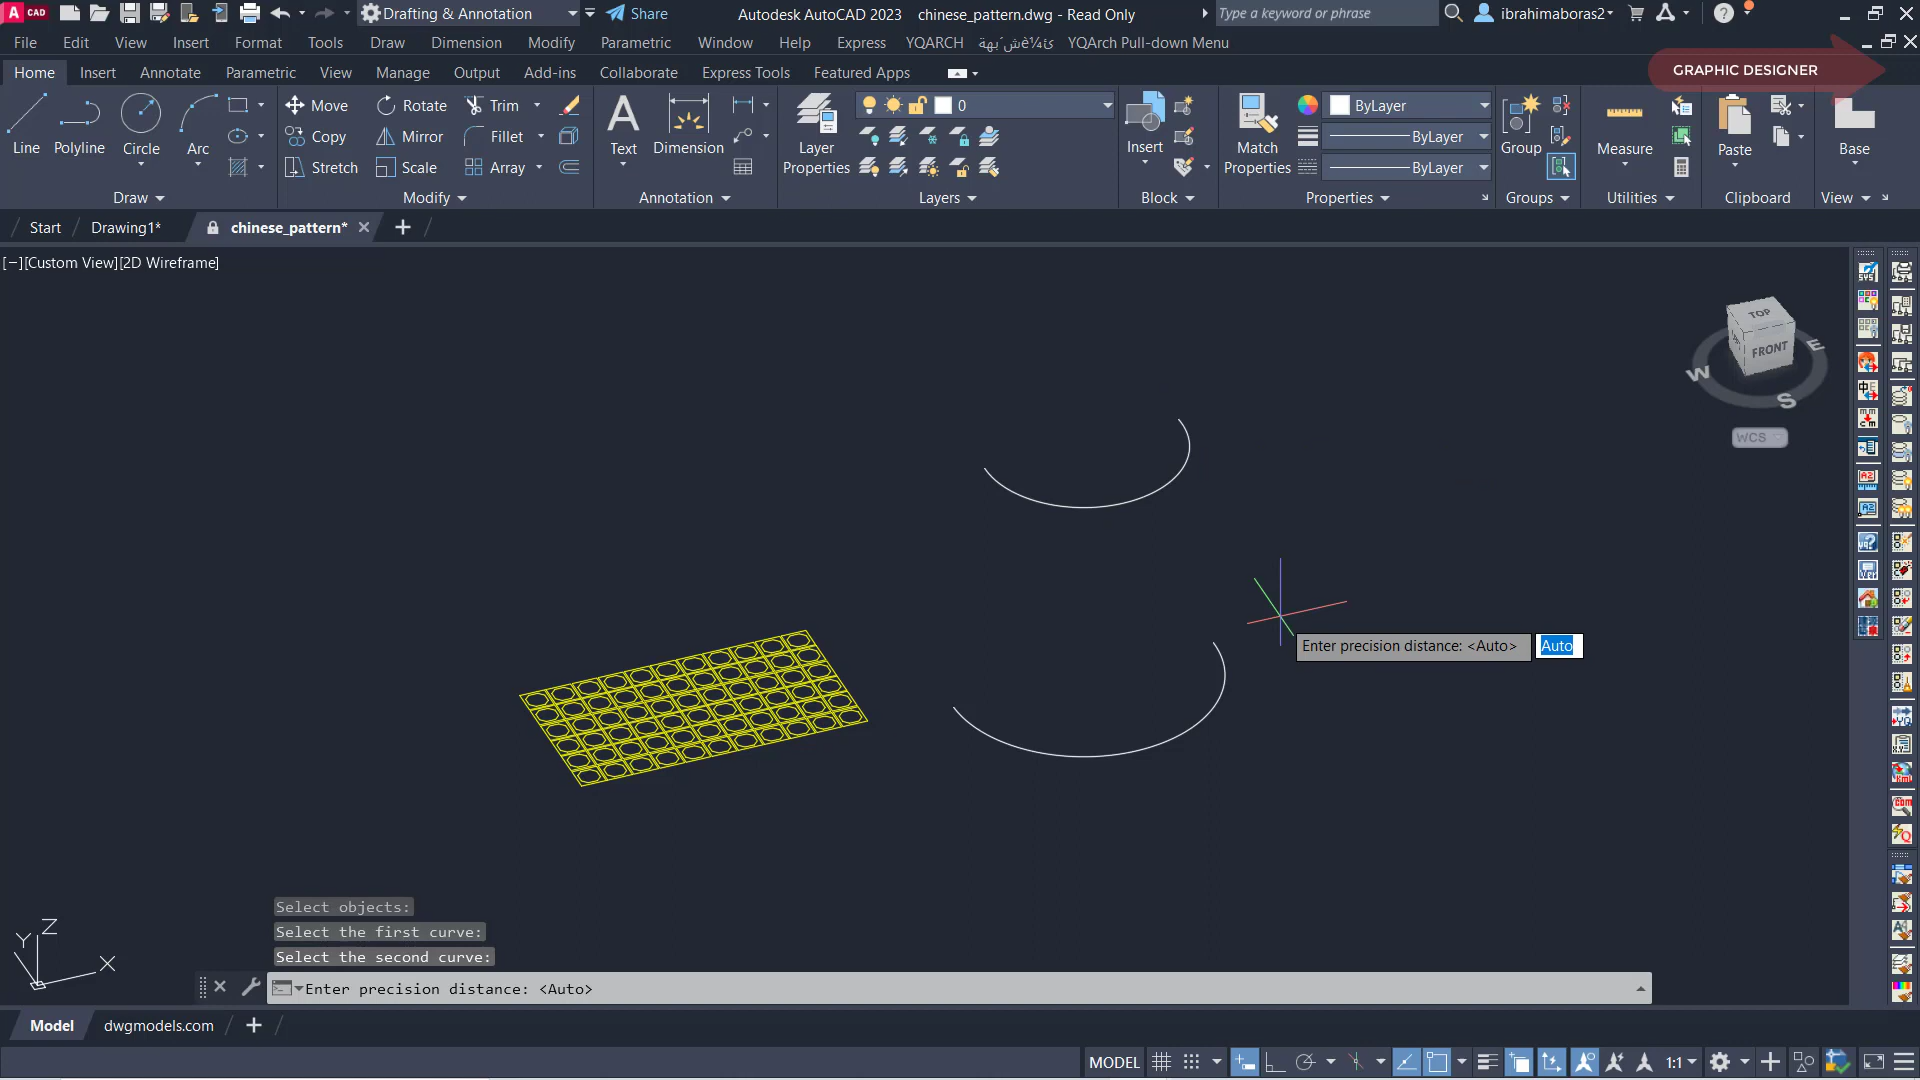 A CAD Drafting & Annotation Share Autodesk AutoCAD 2023 chinese_pattern.dwg - Read Only Type a keyword or phrase ibrahimaboras2
File Edit View Insert Format Tools Draw Dimension Modify Parametric Window Help Express YQARCH YQArch Pull-down Menu
Home Insert Annotate Parametric View Manage Output Add-ins Collaborate Express Tools Featured Apps
GRAPHIC DESIGNER
Move Rotate Trim 0 ByLayer
Copy Mirror Fillet ByLayer
Line Polyline Circle Arc Text Dimension Layer Insert Match Group Measure Paste Base
Stretch Scale Array Properties Properties ByLayer
Draw Modify Annotation Layers Block Properties Groups Utilities Clipboard View
Start Drawing1* chinese_pattern*
[−][Custom View][2D Wireframe]
TOP
FRONT
W S E
WCS
Enter precision distance: <Auto> Auto
Select objects:
Select the first curve:
Select the second curve:
Y Z X
Enter precision distance: <Auto>
Model dwgmodels.com
MODEL 1:1